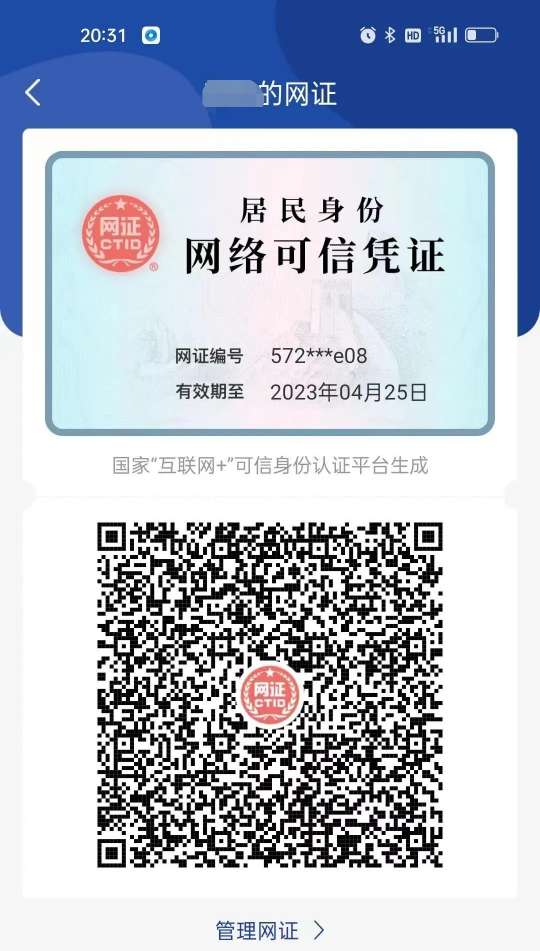 20:31
HD 5G
的网证
网证
CTID
®
居民身份
网络可信凭证
网证编号 572***e08
有效期至 2023年04月25日
国家“互联网+”可信身份认证平台生成
网证
CTID
管理网证